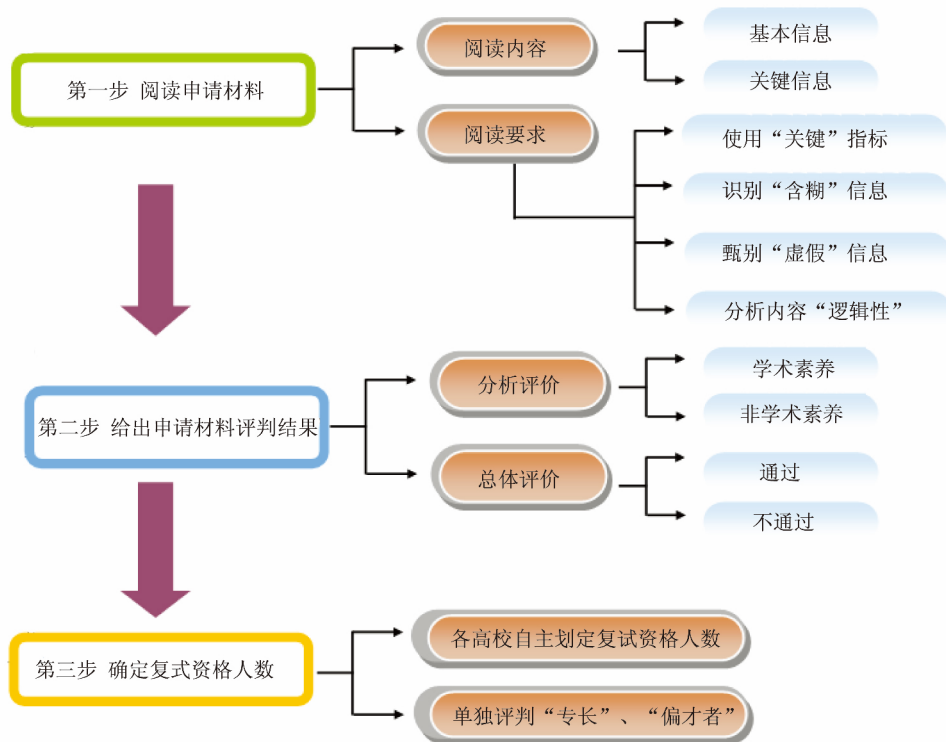 第一步 阅读申请材料
阅读内容
基本信息
关键信息
阅读要求
使用“关键”指标
识别“含糊”信息
甄别“虚假”信息
分析内容“逻辑性”
第二步 给出申请材料评判结果
分析评价
学术素养
非学术素养
总体评价
通过
不通过
第三步 确定复式资格人数
各高校自主划定复试资格人数
单独评判“专长”、“偏才者”